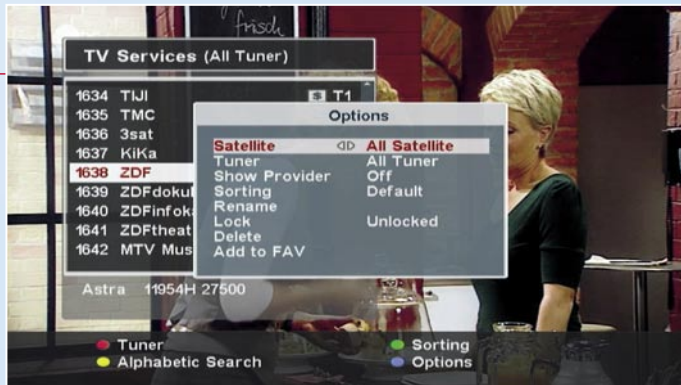 frisch
TV Services (All Tuner)
1634 TIJI $ T1
1635 TMC
1636 3sat
1637 KiKa
1638 ZDF
1639 ZDFdoku
1640 ZDFinfok
1641 ZDFtheat
1642 MTV Mus
Options
Satellite All Satellite
Tuner All Tuner
Show Provider Off
Sorting Default
Rename
Lock Unlocked
Delete
Add to FAV
Astra 11954H 27500
Tuner
Sorting
Alphabetic Search
Options